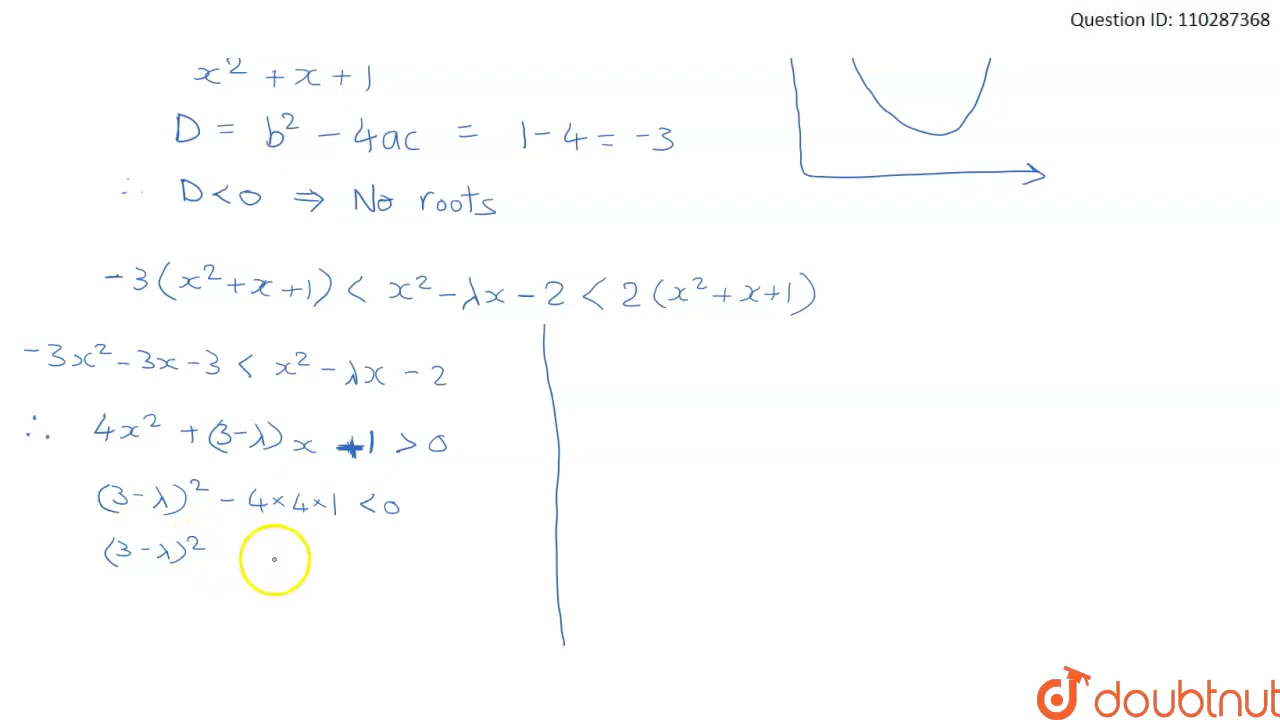 Question ID: 110287368
x² + x + 1
D = b² - 4ac = 1 - 4 = -3
∴ D < 0 ⇒ No roots
-3(x² + x + 1) < x² - λx - 2 < 2(x² + x + 1)
-3x² - 3x - 3 < x² - λx - 2
∴ 4x² + (3-λ)x + 1 > 0
(3-λ)² - 4×4×1 < 0
(3-λ)²
doubtnut